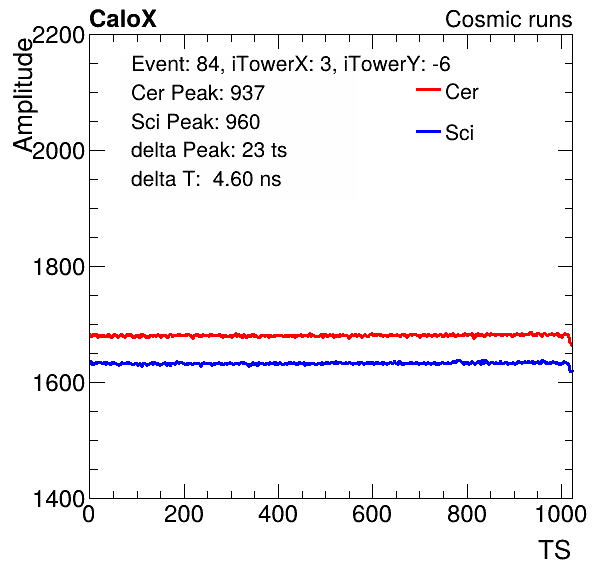 CaloX Cosmic runs
Amplitude
2200
2000
1800
1600
1400
Event: 84, iTowerX: 3, iTowerY: -6
Cer Peak: 937
Sci Peak: 960
delta Peak: 23 ts
delta T: 4.60 ns
Cer
Sci
0 200 400 600 800 1000
TS